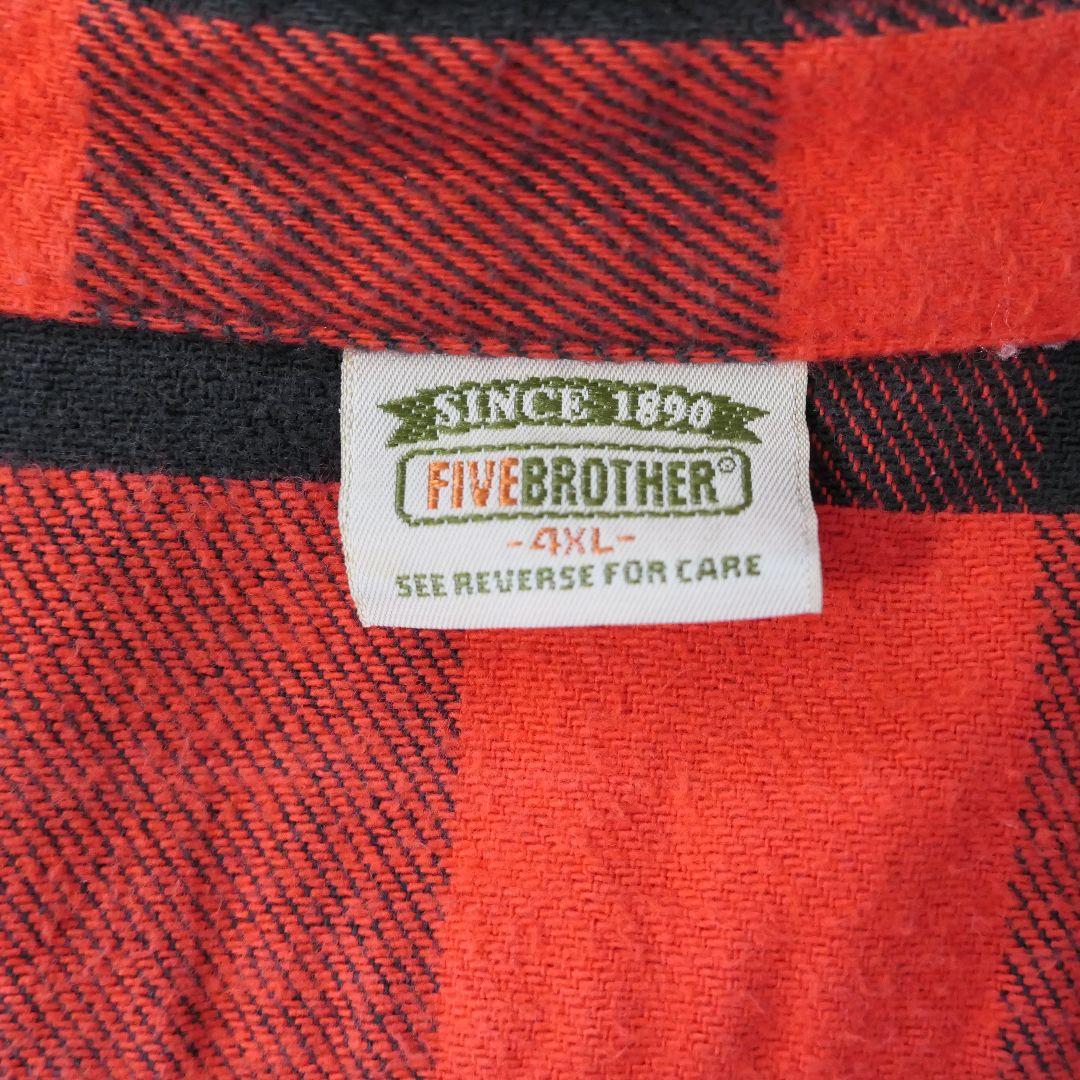 SINCE 1890
FIVEBROTHER®
-4XL-
SEE REVERSE FOR CARE